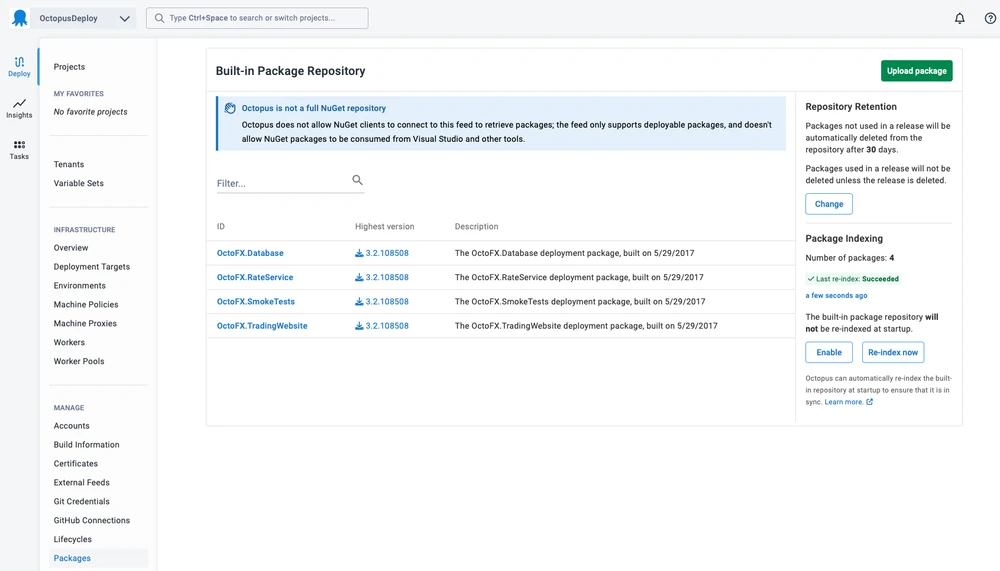 OctopusDeploy
Type Ctrl+Space to search or switch projects...
Deploy
Insights
Tasks
Projects
MY FAVORITES
No favorite projects
Tenants
Variable Sets
INFRASTRUCTURE
Overview
Deployment Targets
Environments
Machine Policies
Machine Proxies
Workers
Worker Pools
MANAGE
Accounts
Build Information
Certificates
External Feeds
Git Credentials
GitHub Connections
Lifecycles
Packages
Built-in Package Repository
Upload package
Octopus is not a full NuGet repository
Octopus does not allow NuGet clients to connect to this feed to retrieve packages; the feed only supports deployable packages, and doesn't
allow NuGet packages to be consumed from Visual Studio and other tools.
Filter...
ID Highest version Description
OctoFX.Database 3.2.108508 The OctoFX.Database deployment package, built on 5/29/2017
OctoFX.RateService 3.2.108508 The OctoFX.RateService deployment package, built on 5/29/2017
OctoFX.SmokeTests 3.2.108508 The OctoFX.SmokeTests deployment package, built on 5/29/2017
OctoFX.TradingWebsite 3.2.108508 The OctoFX.TradingWebsite deployment package, built on 5/29/2017
Repository Retention
Packages not used in a release will be
automatically deleted from the
repository after 30 days.
Packages used in a release will not be
deleted unless the release is deleted.
Change
Package Indexing
Number of packages: 4
Last re-index: Succeeded
a few seconds ago
The built-in package repository will
not be re-indexed at startup.
Enable Re-index now
Octopus can automatically re-index the built-
in repository at startup to ensure that it is in
sync. Learn more.